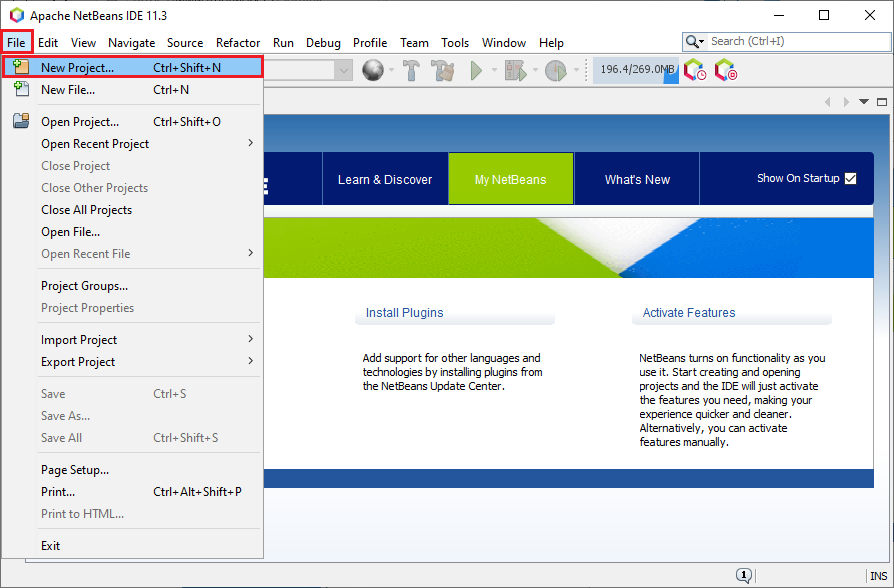 Apache NetBeans IDE 11.3
File Edit View Navigate Source Refactor Run Debug Profile Team Tools Window Help
Search (Ctrl+I)
196.4/269.0MB
New Project... Ctrl+Shift+N
New File... Ctrl+N
Open Project... Ctrl+Shift+O
Open Recent Project
Close Project
Close Other Projects
Close All Projects
Open File...
Open Recent File
Project Groups...
Project Properties
Import Project
Export Project
Save Ctrl+S
Save As...
Save All Ctrl+Shift+S
Page Setup...
Print... Ctrl+Alt+Shift+P
Print to HTML...
Exit
Learn & Discover
My NetBeans
What's New
Show On Startup
Install Plugins
Add support for other languages and
technologies by installing plugins from
the NetBeans Update Center.
Activate Features
NetBeans turns on functionality as you
use it. Start creating and opening
projects and the IDE will just activate
the features you need, making your
experience quicker and cleaner.
Alternatively, you can activate
features manually.
1
INS